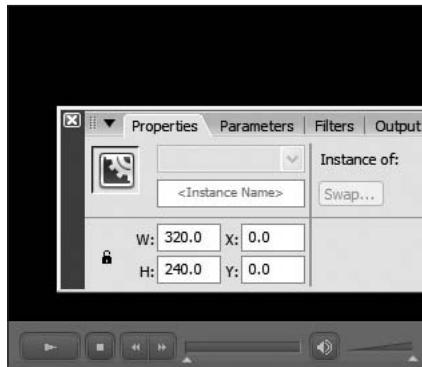 Properties Parameters Filters Output
Instance of:
<Instance Name> Swap...
W: 320.0 X: 0.0
H: 240.0 Y: 0.0